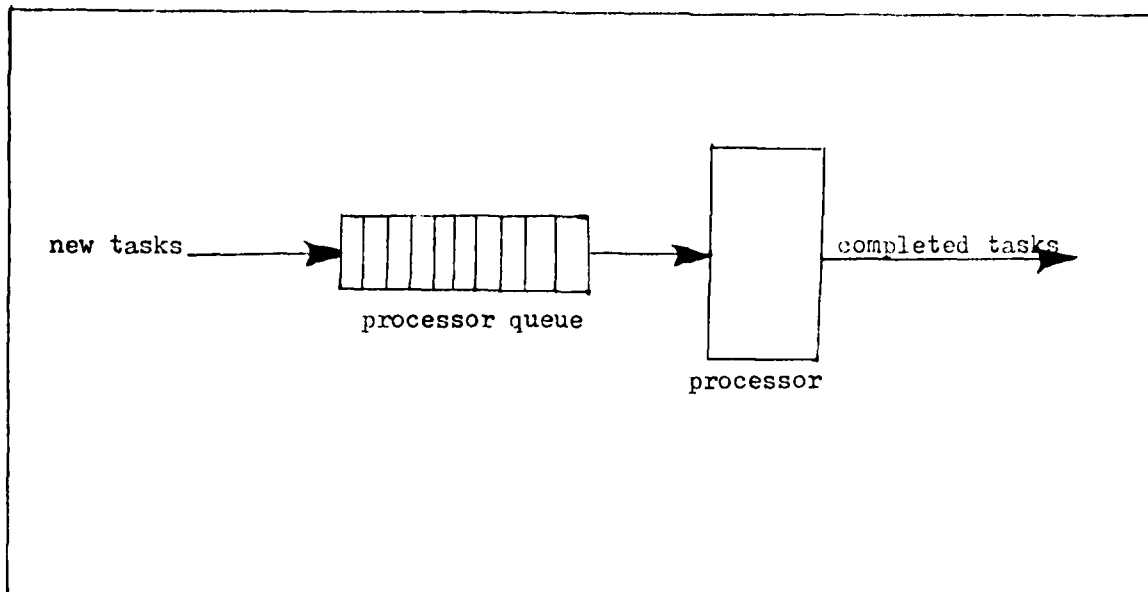 new tasks
completed tasks
processor queue
processor